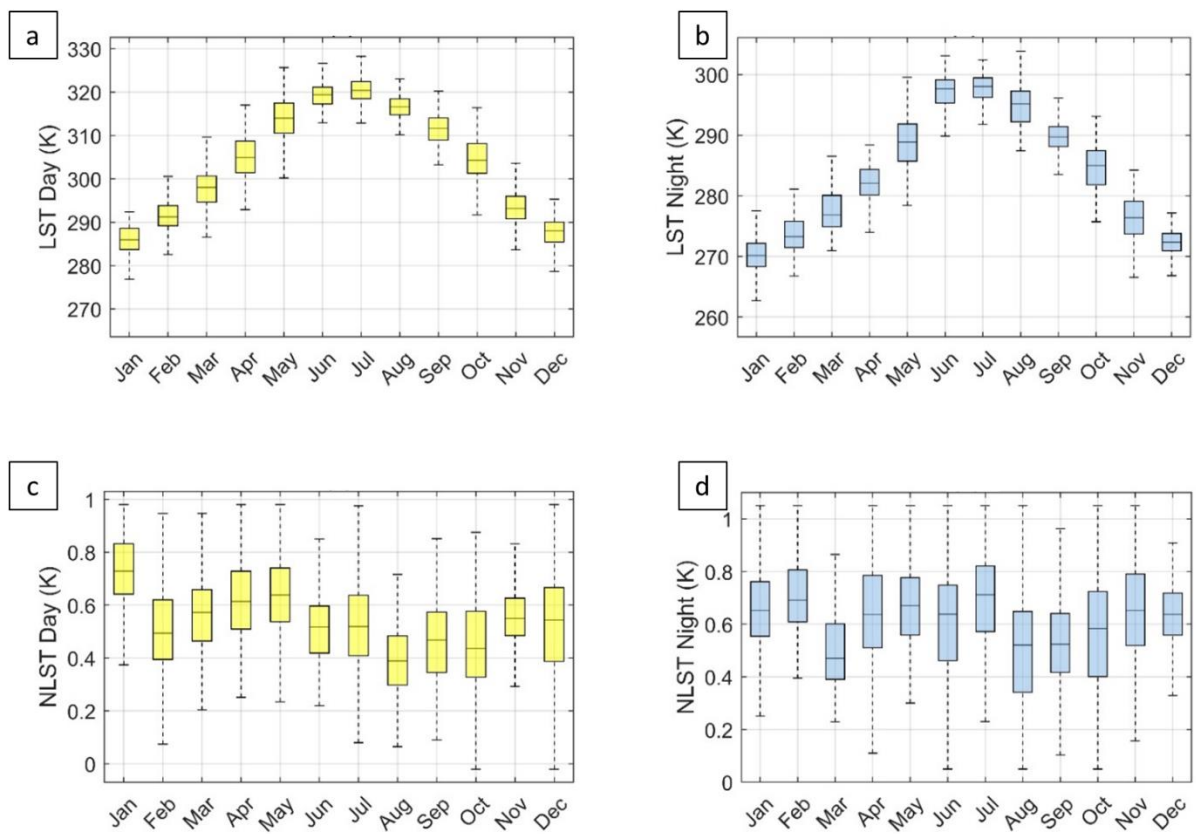 a
LST Day (K)
330
320
310
300
290
280
270
Jan Feb Mar Apr May Jun Jul Aug Sep Oct Nov Dec
b
LST Night (K)
300
290
280
270
260
Jan Feb Mar Apr May Jun Jul Aug Sep Oct Nov Dec
c
NLST Day (K)
1
0.8
0.6
0.4
0.2
0
Jan Feb Mar Apr May Jun Jul Aug Sep Oct Nov Dec
d
NLST Night (K)
1
0.8
0.6
0.4
0.2
0
Jan Feb Mar Apr May Jun Jul Aug Sep Oct Nov Dec